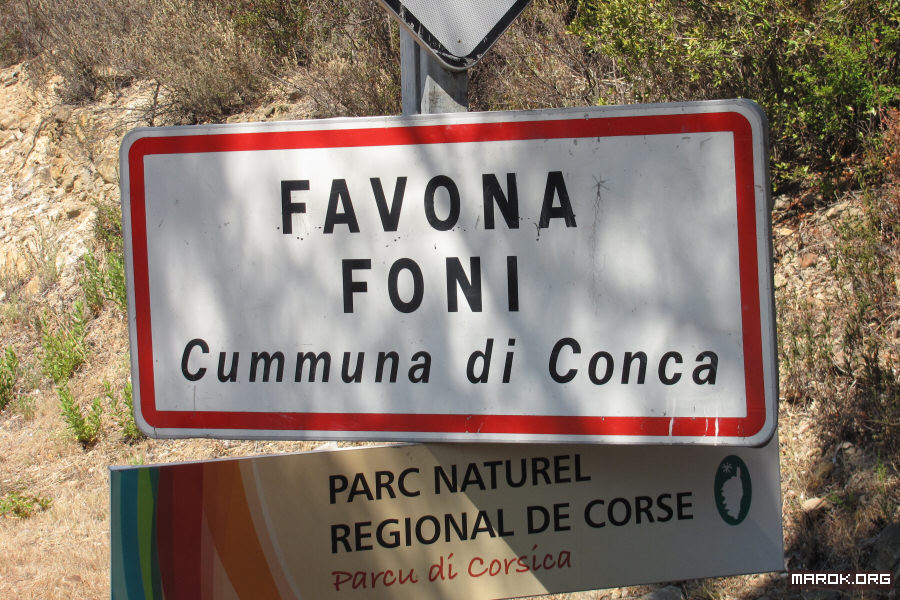 FAVONA
FONI
Cummuna di Conca
PARC NATUREL
REGIONAL DE CORSE
Parcu di Corsica
MAROK.ORG